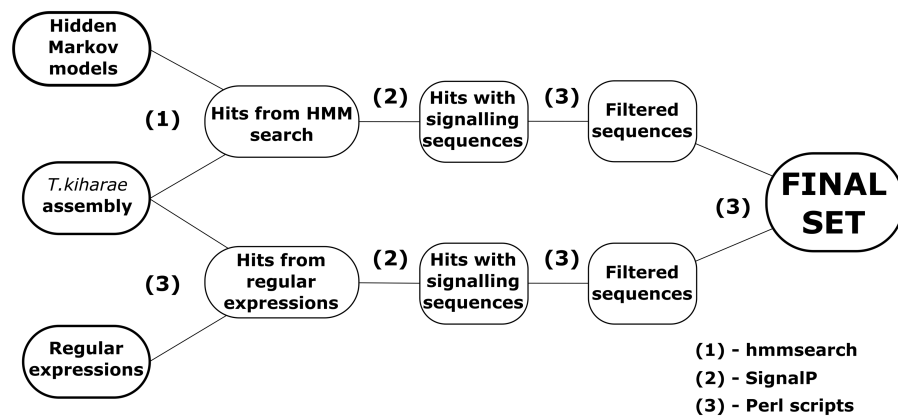 Hidden
Markov
models
(1)
Hits from HMM
search
(2)
Hits with
signalling
sequences
(3)
Filtered
sequences
T.kiharae
assembly
(3)
FINAL
SET
(3)
Hits from
regular
expressions
(2)
Hits with
signalling
sequences
(3)
Filtered
sequences
Regular
expressions
(1) - hmmsearch
(2) - SignalP
(3) - Perl scripts